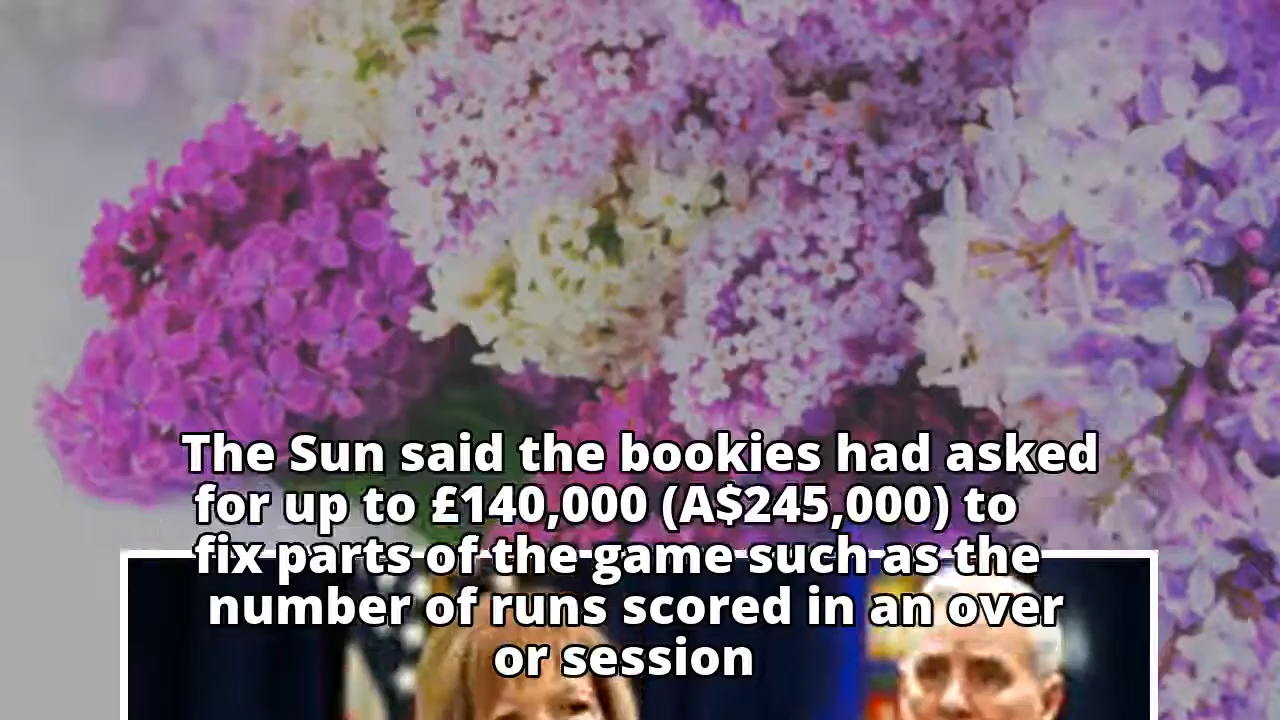 The Sun said the bookies had asked
for up to £140,000 (A$245,000) to
fix parts of the game such as the
number of runs scored in an over
or session